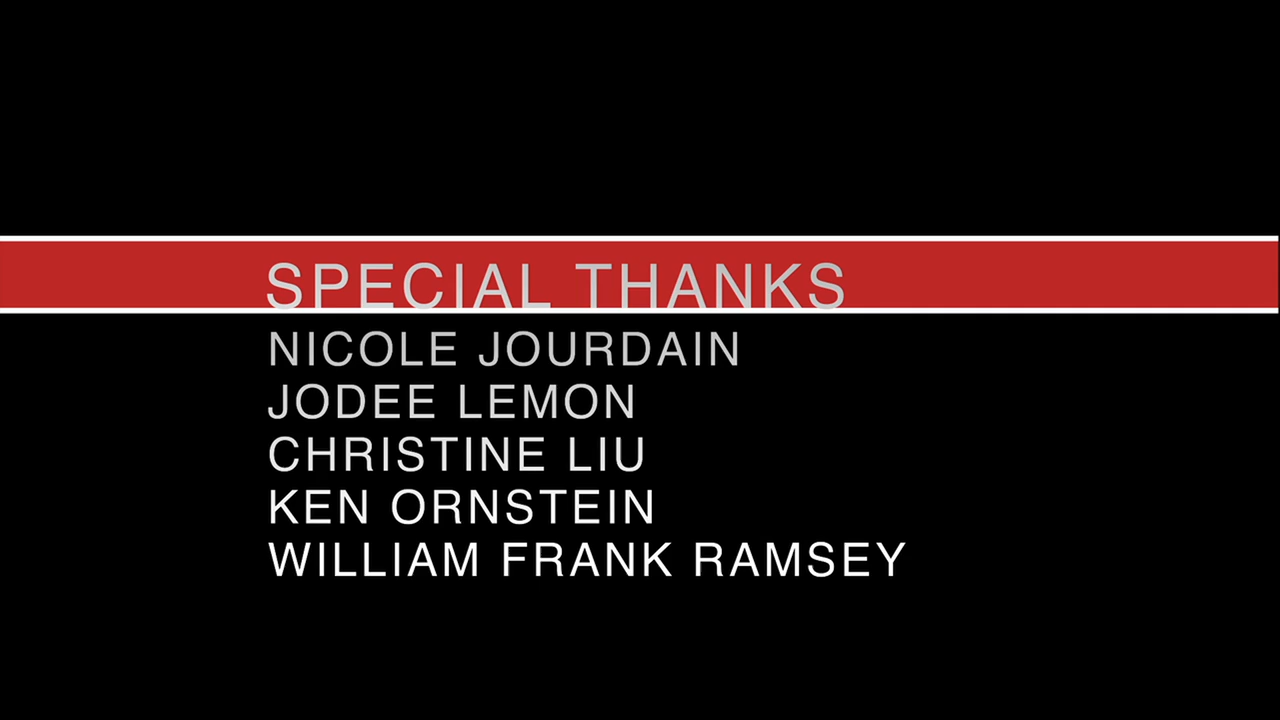 SPECIAL THANKS
NICOLE JOURDAIN
JODEE LEMON
CHRISTINE LIU
KEN ORNSTEIN
WILLIAM FRANK RAMSEY